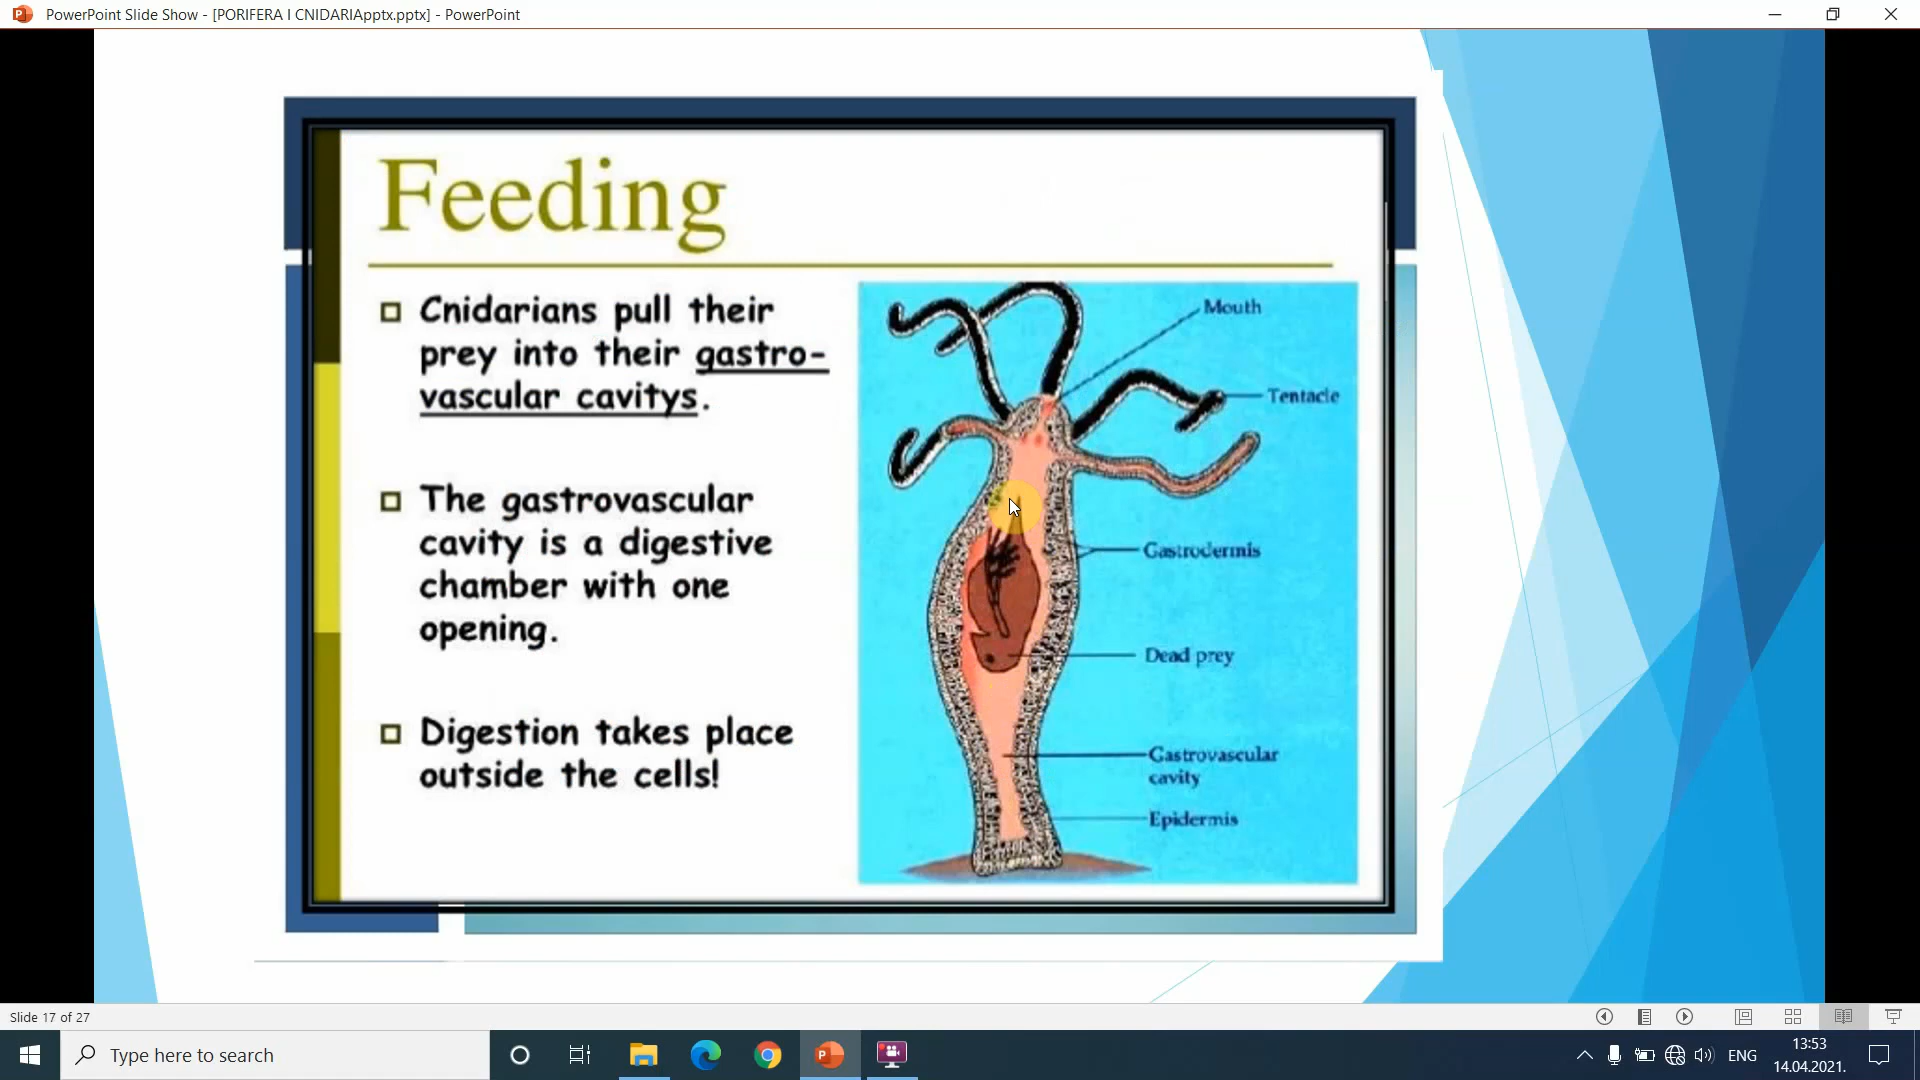 PowerPoint Slide Show - [PORIFERA I CNIDARIApptx.pptx] - PowerPoint
Feeding
Cnidarians pull their
prey into their gastro-
vascular cavitys.
The gastrovascular
cavity is a digestive
chamber with one
opening.
Digestion takes place
outside the cells!
Mouth
Tentacle
Gastrodermis
Dead prey
Gastrovascular
cavity
Epidermis
Slide 17 of 27
Type here to search
ENG
13:53
14.04.2021.